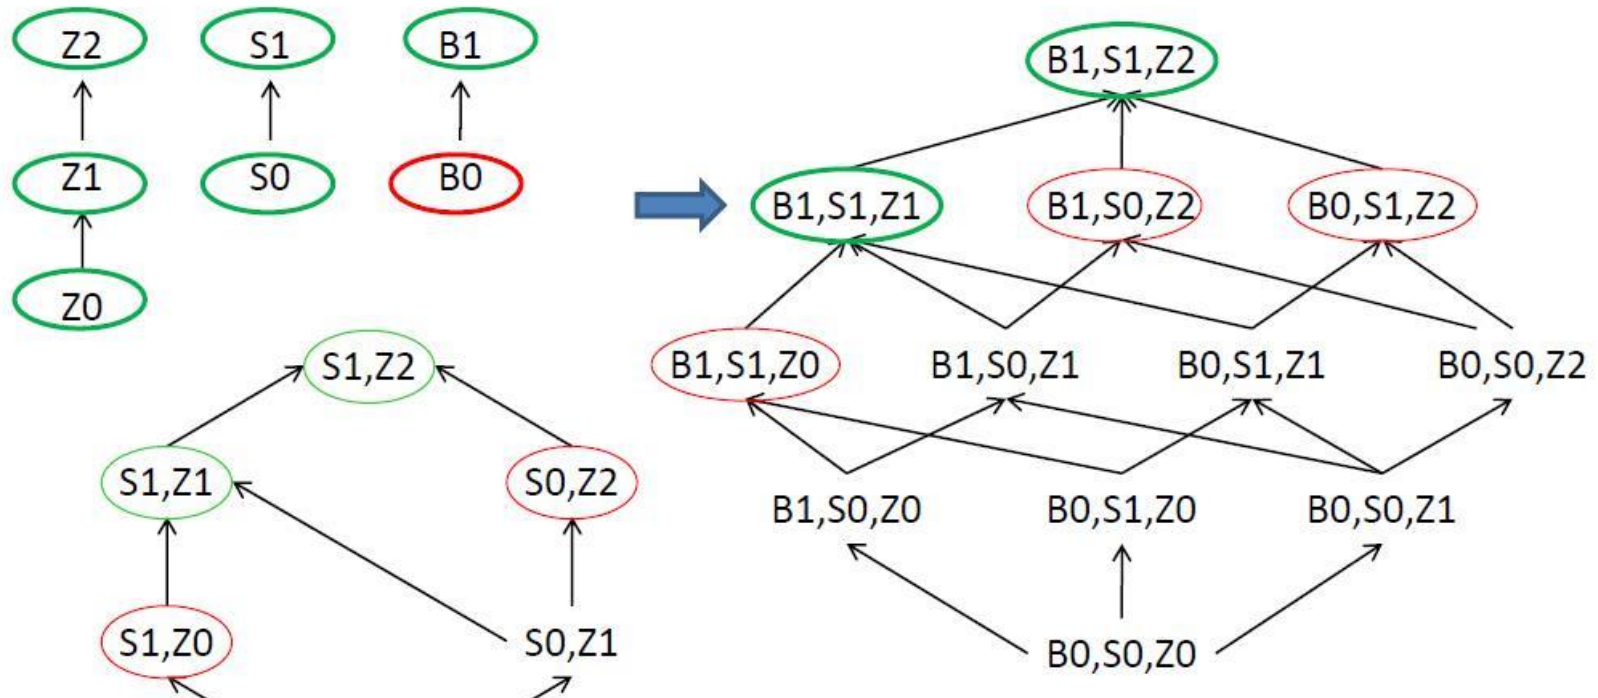 Z2 S1 B1
Z1 S0 B0
Z0
S1,Z2
S1,Z1 S0,Z2
S1,Z0 S0,Z1
B1,S1,Z2
B1,S1,Z1 B1,S0,Z2 B0,S1,Z2
B1,S1,Z0 B1,S0,Z1 B0,S1,Z1 B0,S0,Z2
B1,S0,Z0 B0,S1,Z0 B0,S0,Z1
B0,S0,Z0